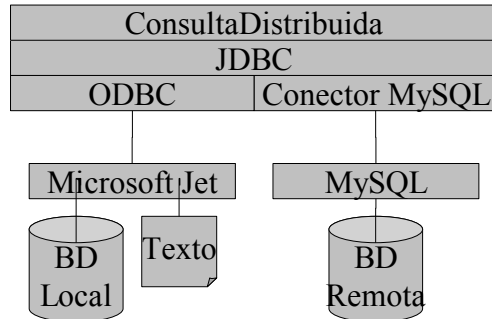 ConsultaDistribuida
JDBC
ODBC
Conector MySQL
Microsoft Jet
MySQL
BD
Local
Texto
BD
Remota